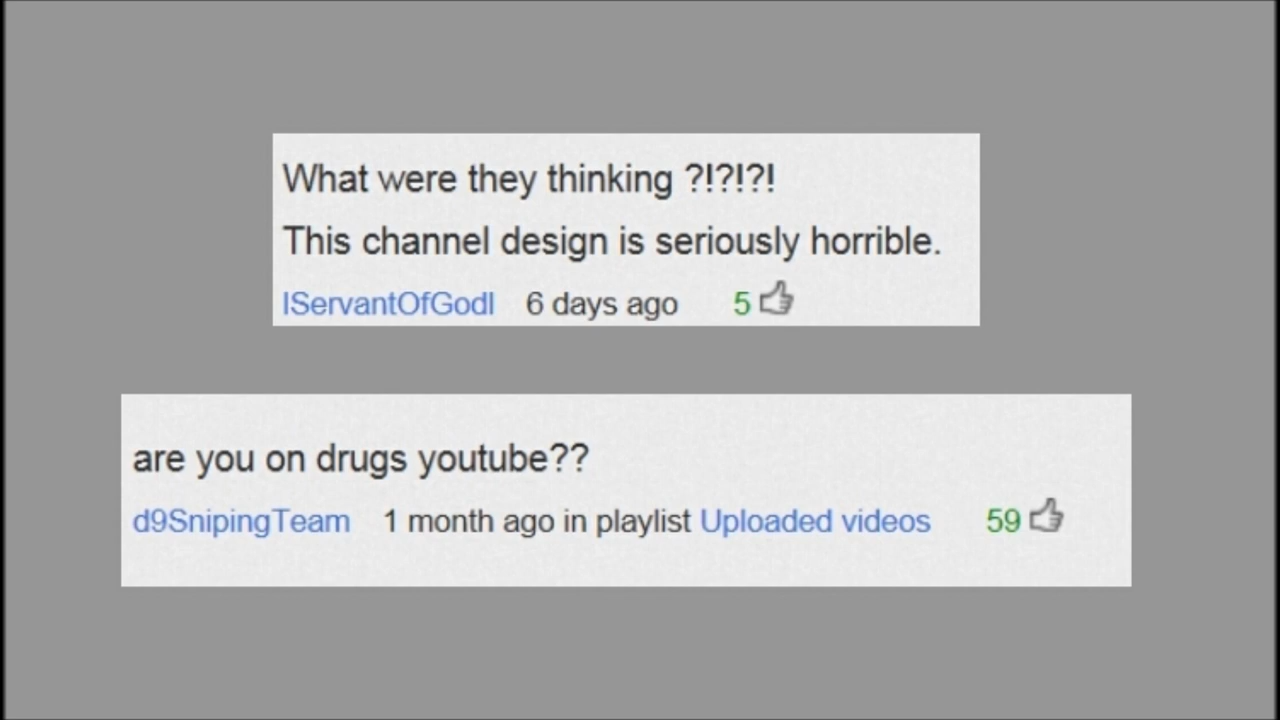 What were they thinking ?!?!?!
This channel design is seriously horrible.
lServantOfGodl 6 days ago 5
are you on drugs youtube??
d9SnipingTeam 1 month ago in playlist Uploaded videos 59